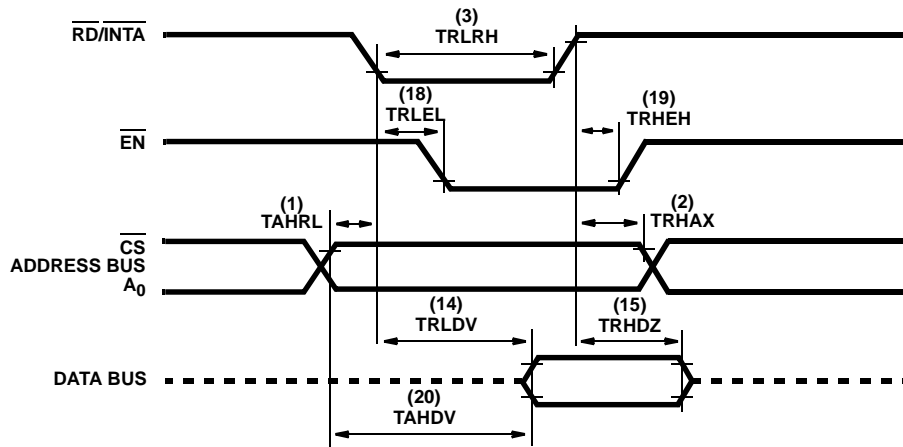 (3)
RD/INTA
TRLRH
(18)
TRLEL
(19)
TRHEH
EN
(1)
TAHRL
(2)
TRHAX
CS
ADDRESS BUS
A0
(14)
TRLDV
(15)
TRHDZ
DATA BUS
(20)
TAHDV